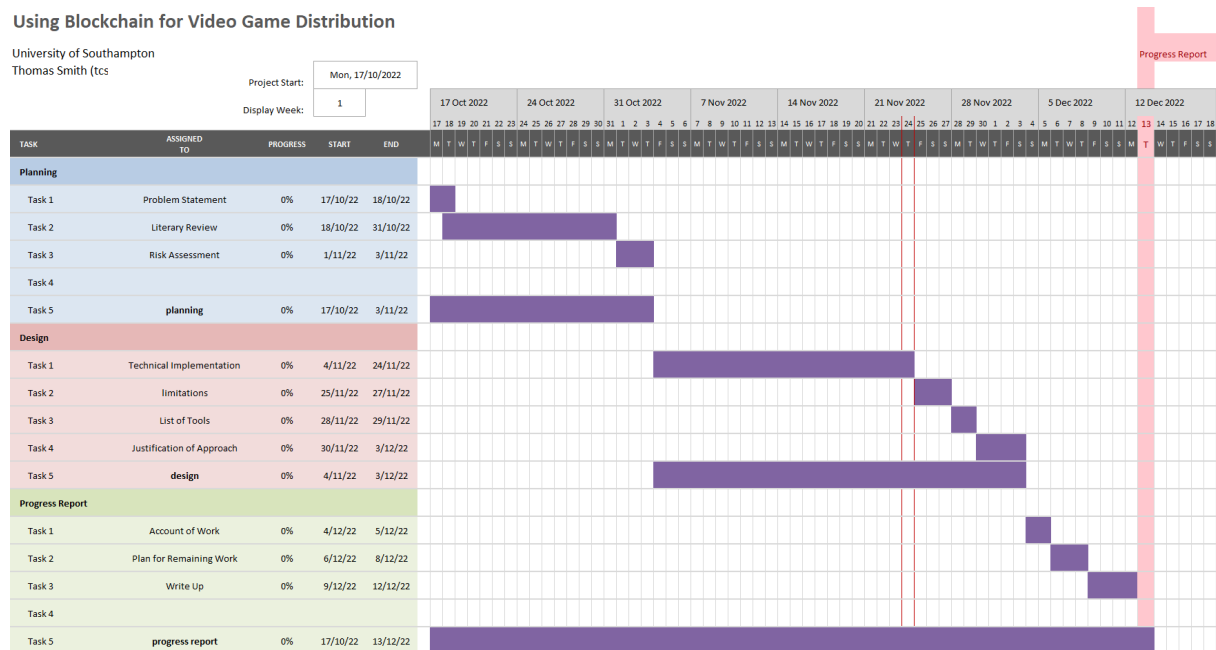 Using Blockchain for Video Game Distribution
University of Southampton
Thomas Smith (tcs
Progress Report
Project Start: Mon, 17/10/2022
Display Week: 1
17 Oct 2022 24 Oct 2022 31 Oct 2022 7 Nov 2022 14 Nov 2022 21 Nov 2022 28 Nov 2022 5 Dec 2022 12 Dec 2022
17 18 19 20 21 22 23 24 25 26 27 28 29 30 31 1 2 3 4 5 6 7 8 9 10 11 12 13 14 15 16 17 18 19 20 21 22 23 24 25 26 27 28 29 30 1 2 3 4 5 6 7 8 9 10 11 12 13 14 15 16 17 18
TASK ASSIGNED TO PROGRESS START END M T W T F S S M T W T F S S M T W T F S S M T W T F S S M T W T F S S M T W T F S S M T W T F S S M T W T F S S M T W T F S S
Planning
Task 1 Problem Statement 0% 17/10/22 18/10/22
Task 2 Literary Review 0% 18/10/22 31/10/22
Task 3 Risk Assessment 0% 1/11/22 3/11/22
Task 4
Task 5 planning 0% 17/10/22 3/11/22
Design
Task 1 Technical Implementation 0% 4/11/22 24/11/22
Task 2 limitations 0% 25/11/22 27/11/22
Task 3 List of Tools 0% 28/11/22 29/11/22
Task 4 Justification of Approach 0% 30/11/22 3/12/22
Task 5 design 0% 4/11/22 3/12/22
Progress Report
Task 1 Account of Work 0% 4/12/22 5/12/22
Task 2 Plan for Remaining Work 0% 6/12/22 8/12/22
Task 3 Write Up 0% 9/12/22 12/12/22
Task 4
Task 5 progress report 0% 17/10/22 13/12/22